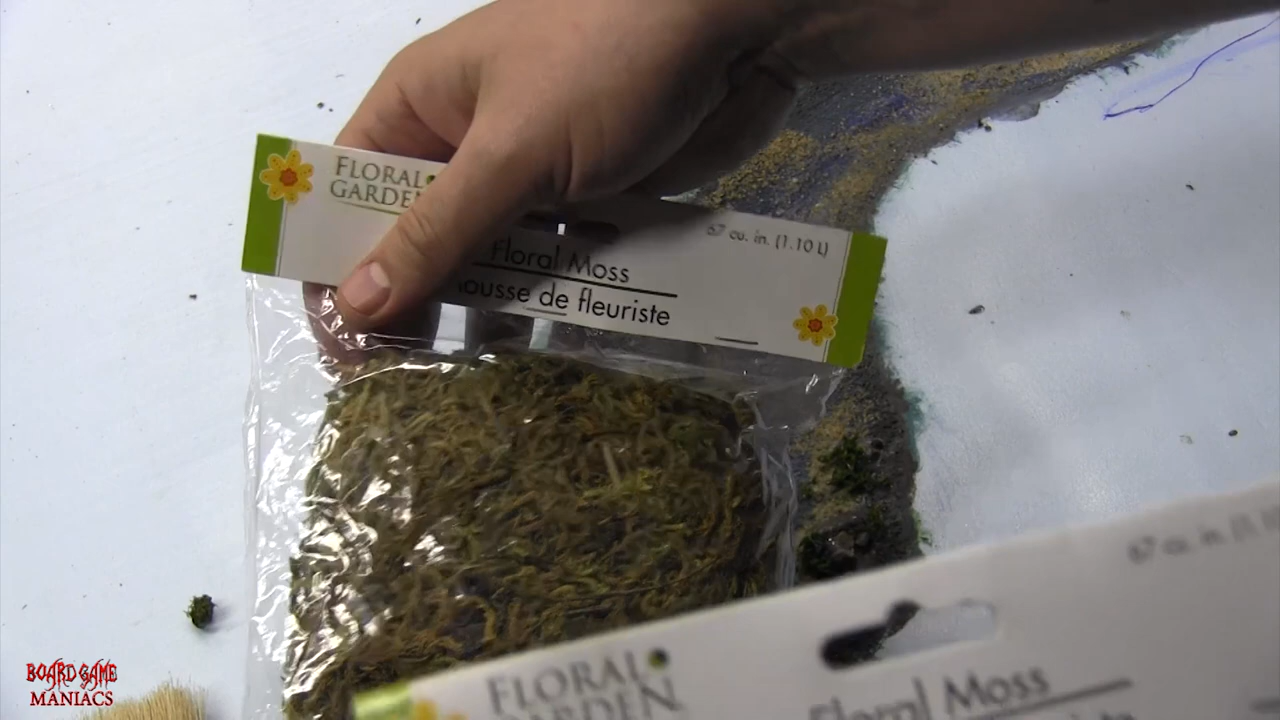 FLORAL
GARDEN
67 cu. in. (1.10 L)
Floral Moss
ousse de fleuriste
FLORAL
GARDEN
67 cu. in.
Floral Moss
BOARD GAME
MANIACS